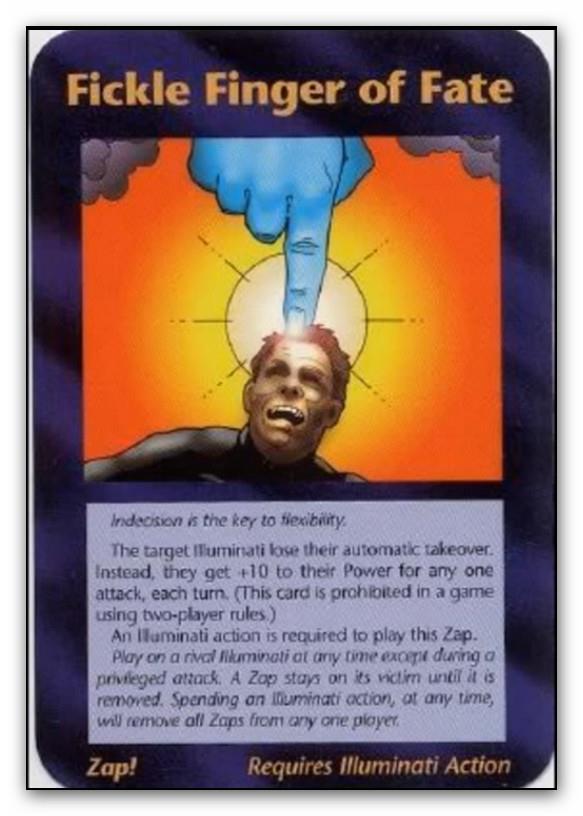 Fickle Finger of Fate
Indecision is the key to flexibility.
The target Illuminati lose their automatic takeover.
Instead, they get +10 to their Power for any one
attack, each turn. (This card is prohibited in a game
using two-player rules.)
An Illuminati action is required to play this Zap.
Play on a rival Illuminati at any time except during a
privileged attack. A Zap stays on its victim until it is
removed. Spending an Illuminati action, at any time,
will remove all Zaps from any one player.
Zap! Requires Illuminati Action